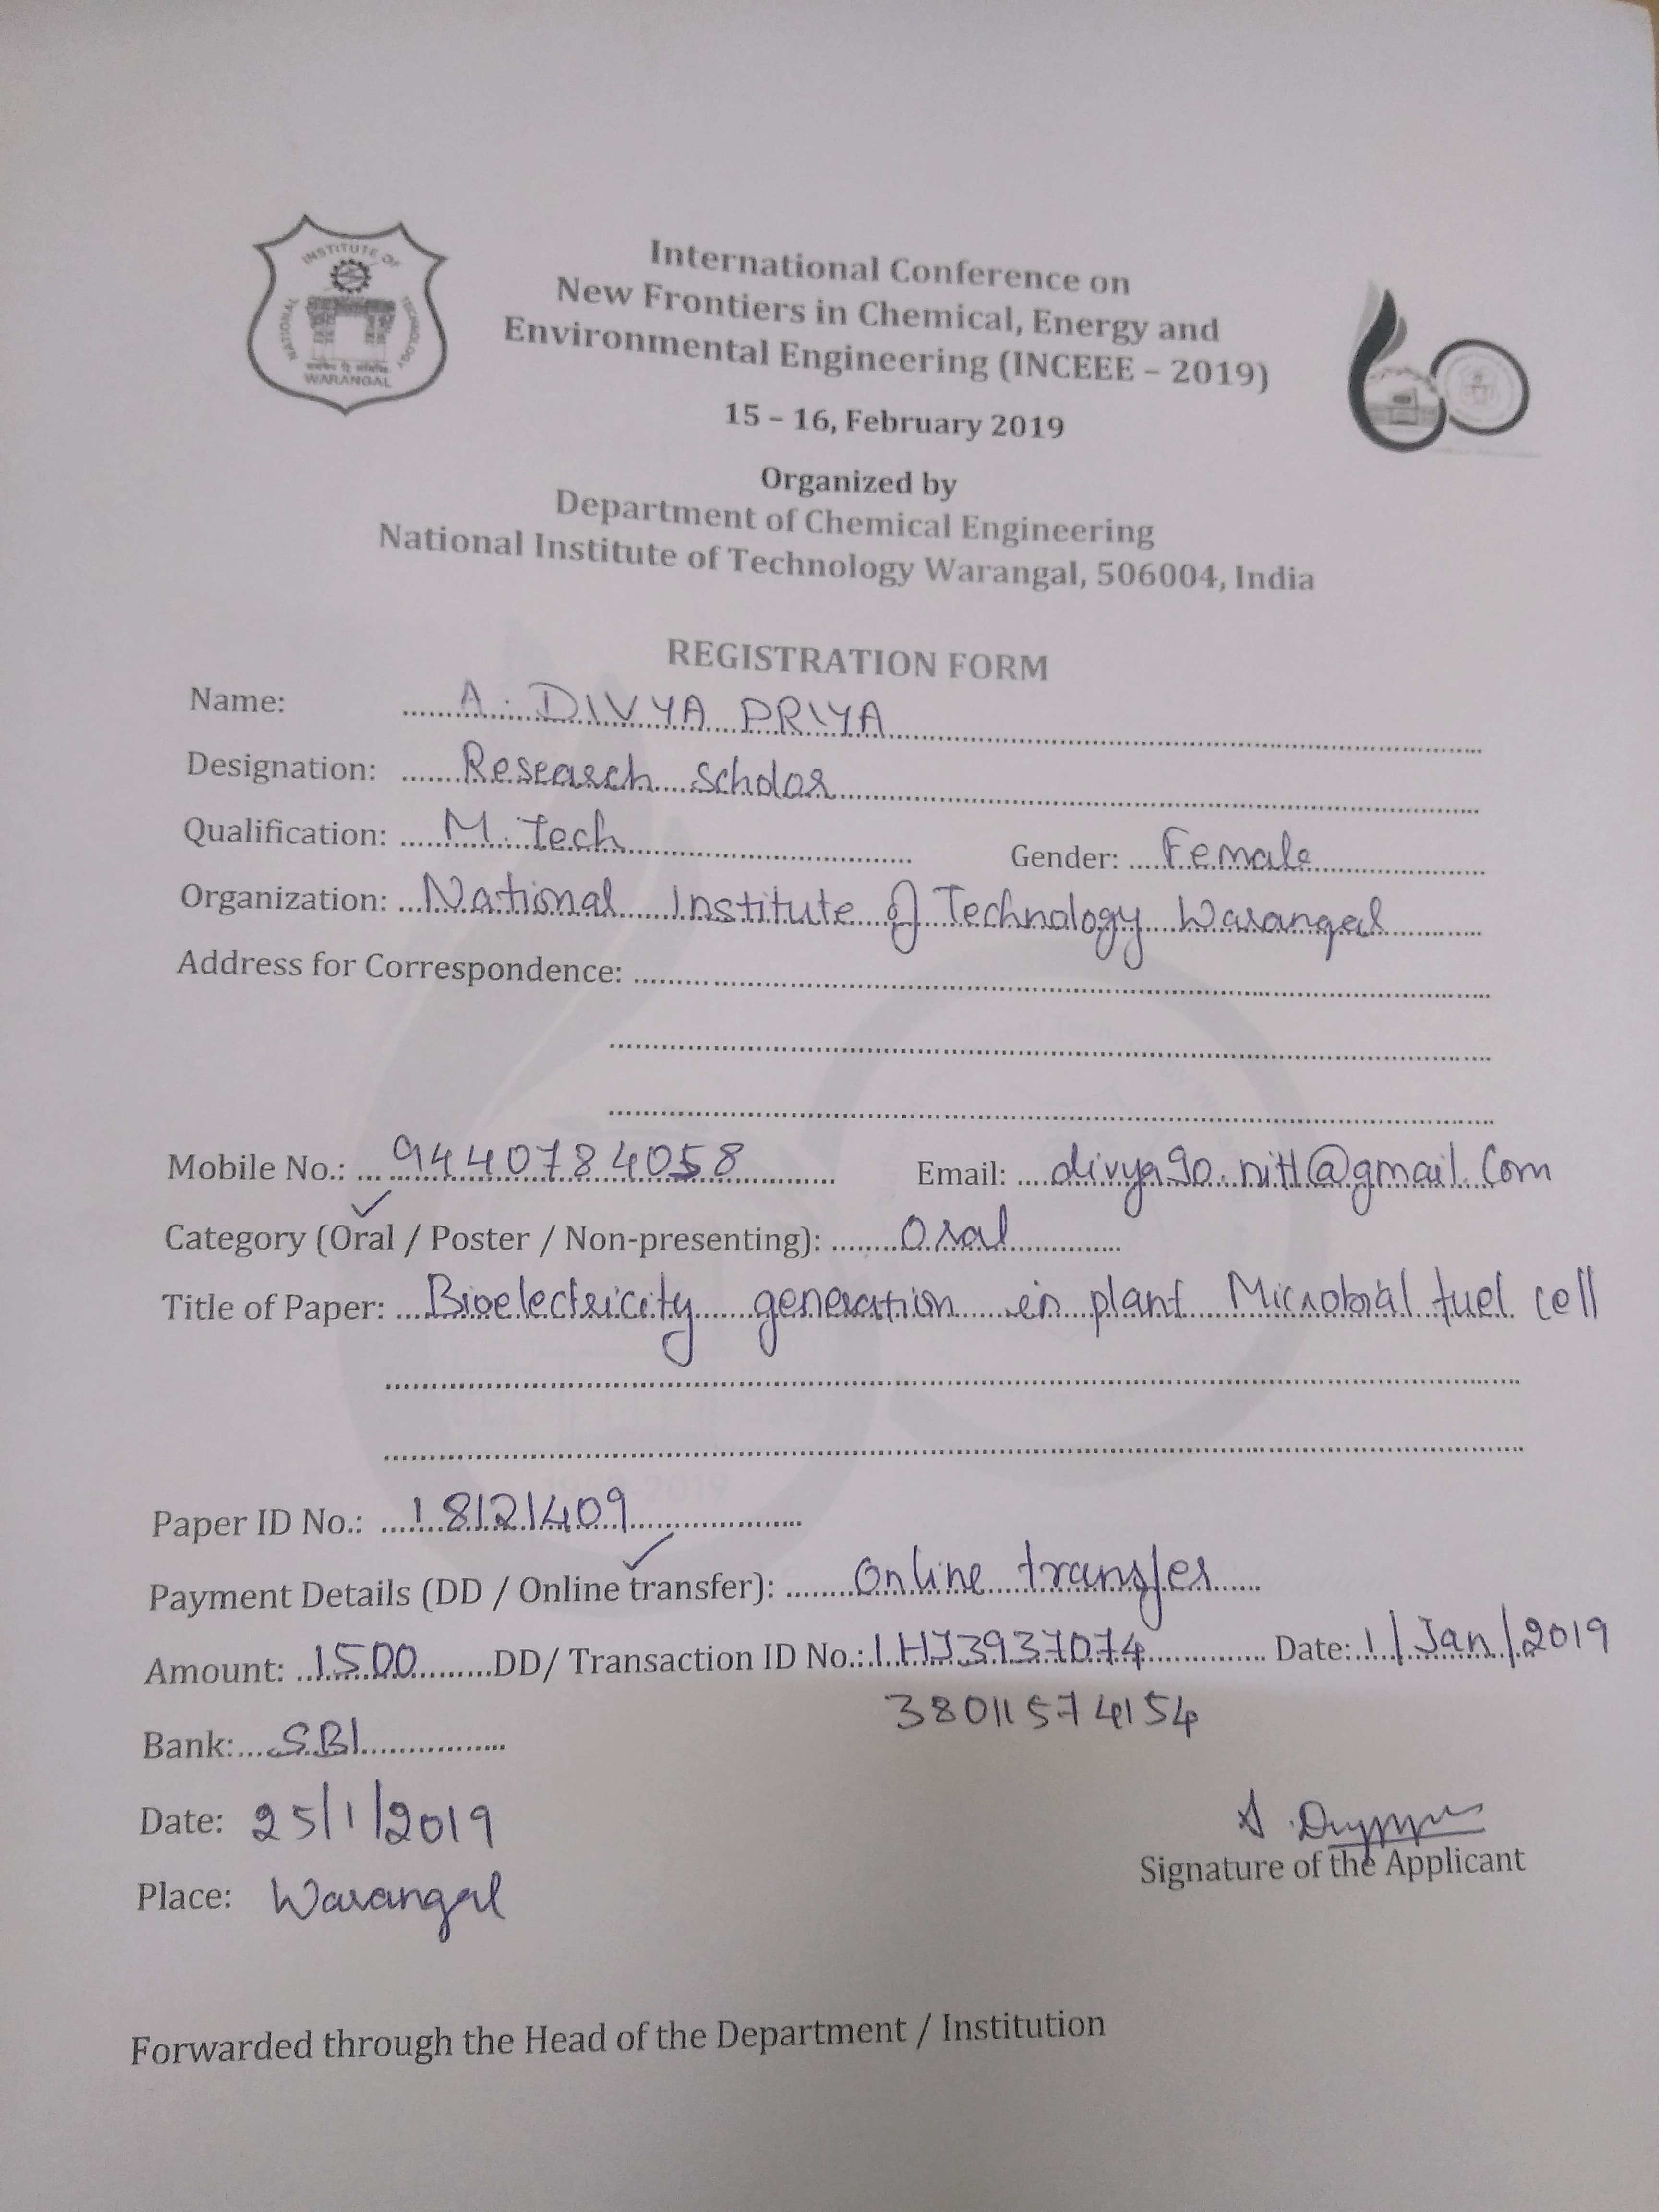 INSTITUTE OF
NATIONAL
TECHNOLOGY
WARANGAL
International Conference on
New Frontiers in Chemical, Energy and
Environmental Engineering (INCEEE – 2019)
15 – 16, February 2019
Organized by
Department of Chemical Engineering
National Institute of Technology Warangal, 506004, India
REGISTRATION FORM
Name: A. DIVYA PRIYA
Designation: Research scholar
Qualification: M.Tech Gender: Female
Organization: National Institute of Technology Warangal
Address for Correspondence:
Mobile No.: 9440784058 Email: divya90.nitt@gmail.com
Category (Oral / Poster / Non-presenting): Oral
Title of Paper: Bioelectricity generation in plant Microbial fuel cell
Paper ID No.: 18121409
Payment Details (DD / Online transfer): Online transfer
Amount: 1500 DD/ Transaction ID No.: IHJ3937074 Date: 1/Jan/2019
38011574154
Bank: SBI
Date: 25/1/2019
Place: Warangal
Signature of the Applicant
Forwarded through the Head of the Department / Institution